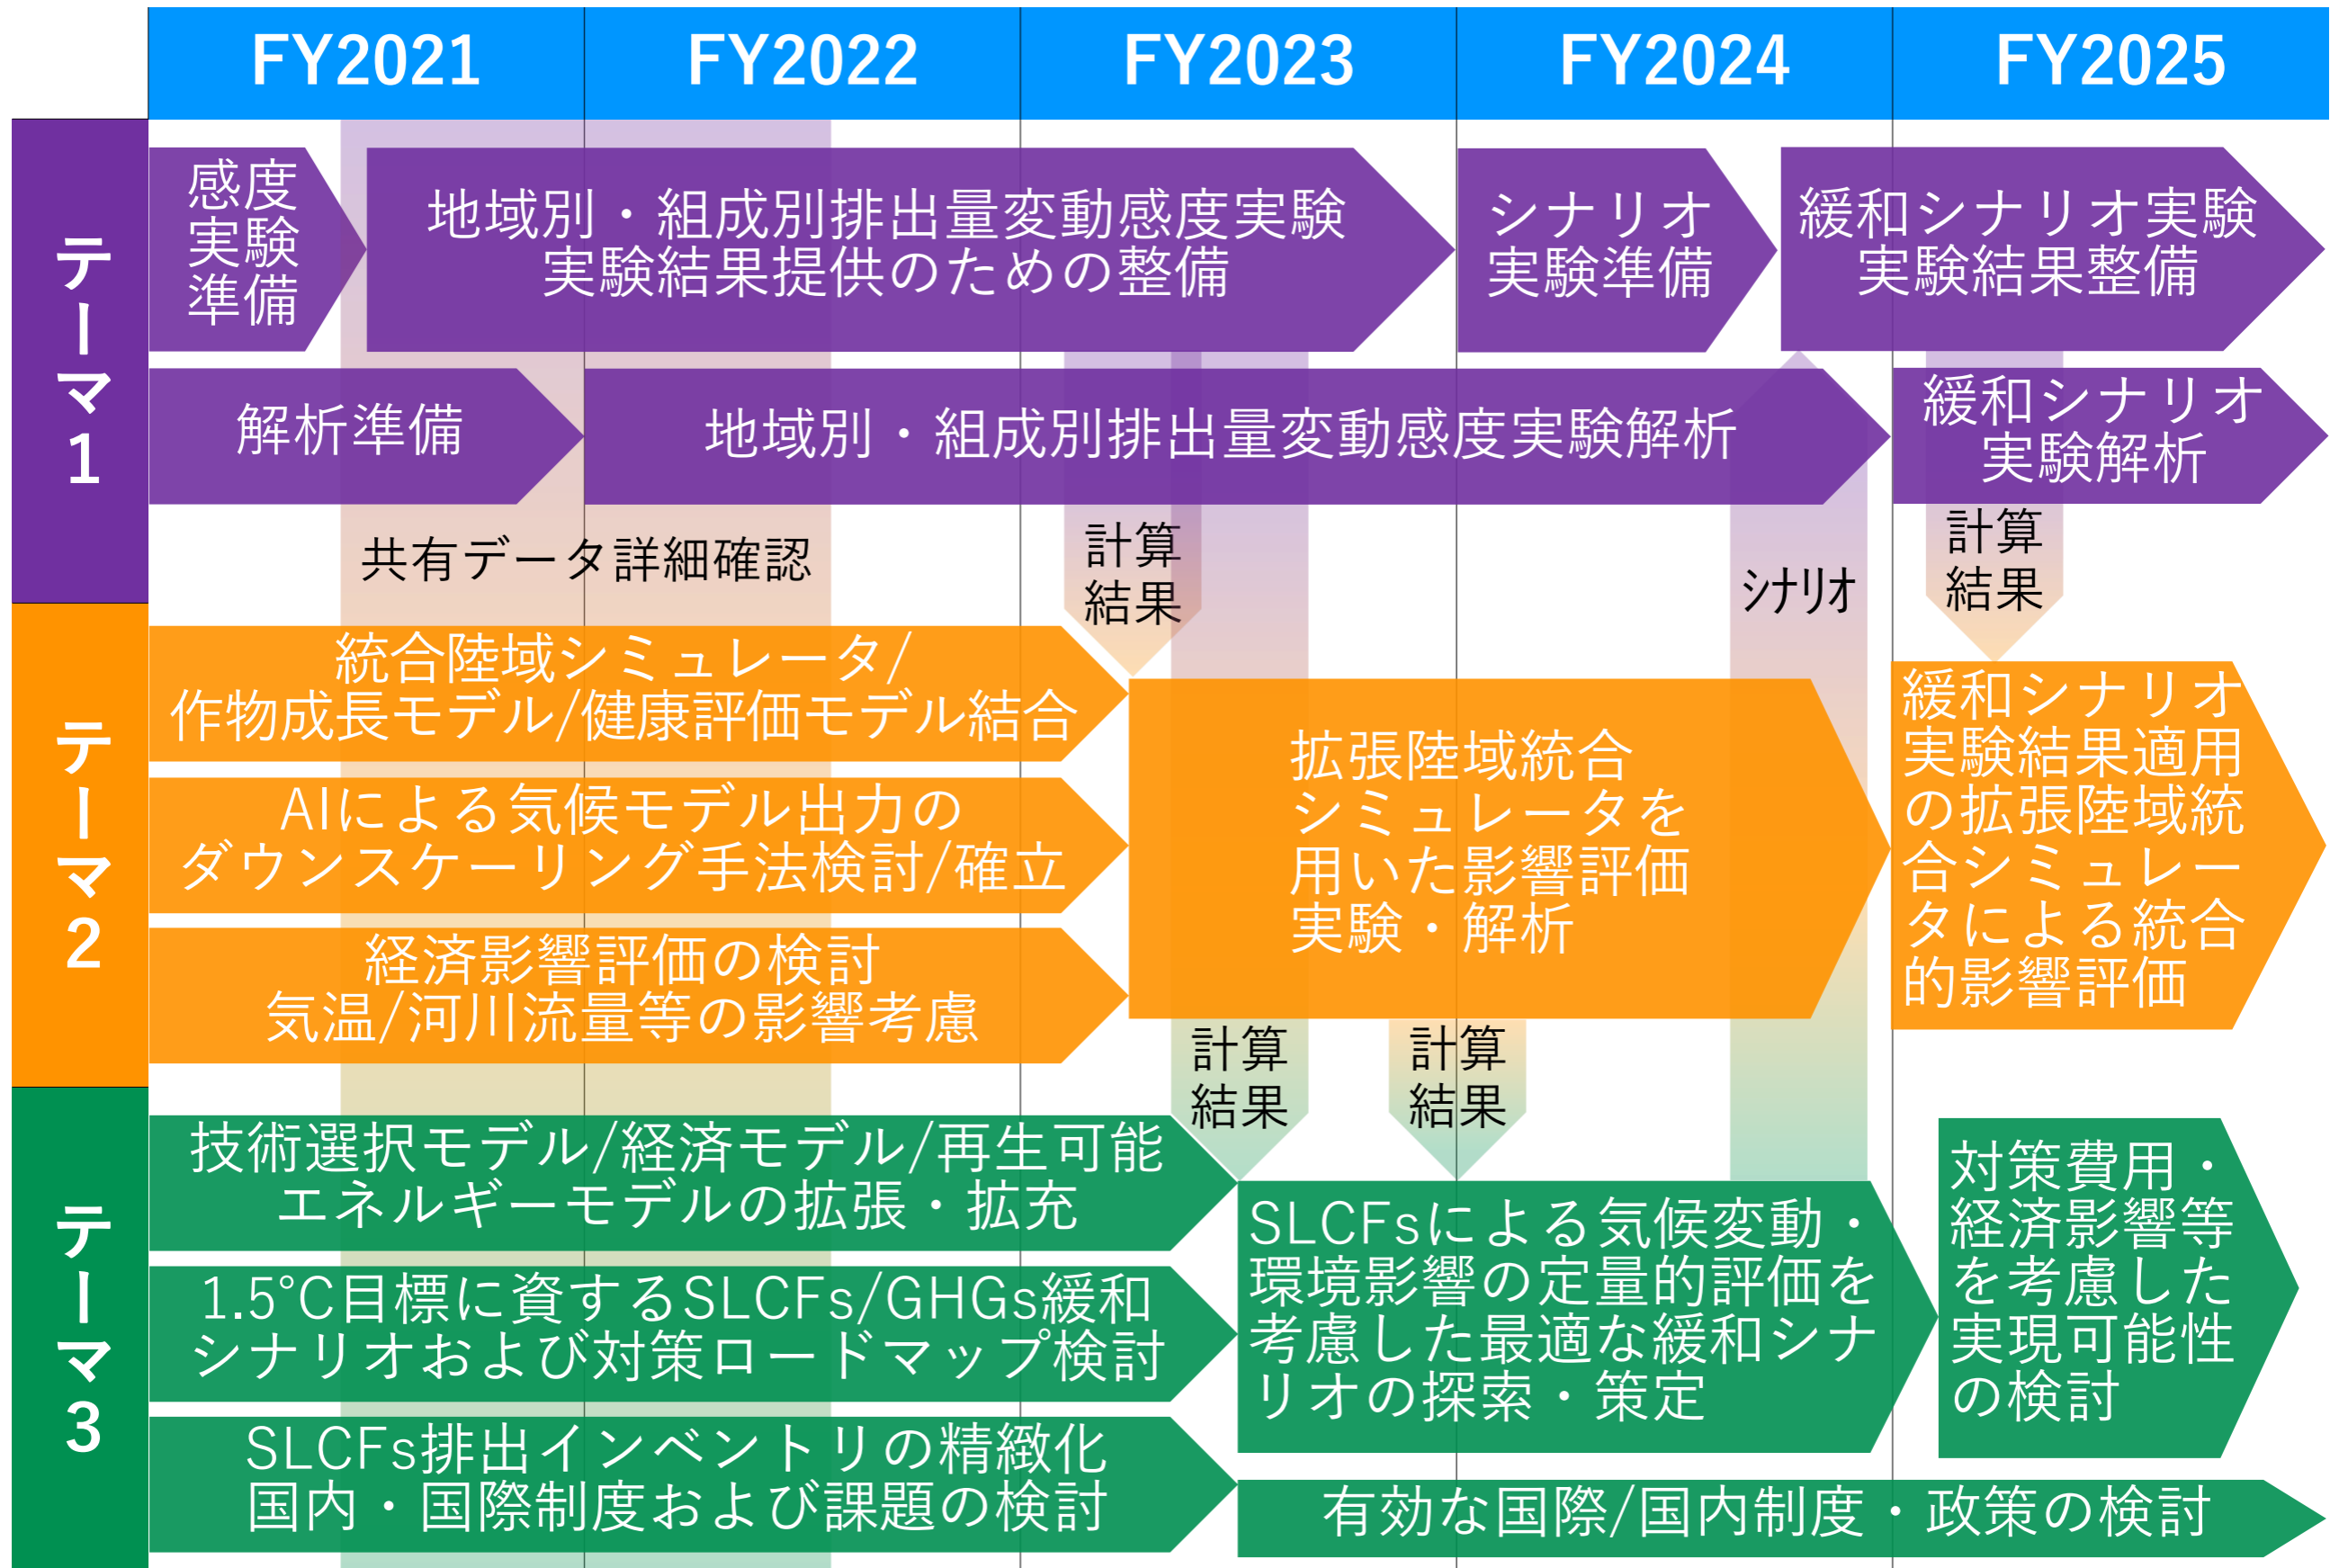 FY2021
FY2022
FY2023
FY2024
FY2025
テーマ1
感度
実験
準備
地域別・組成別排出量変動感度実験
実験結果提供のための整備
シナリオ
実験準備
緩和シナリオ実験
実験結果整備
解析準備
地域別・組成別排出量変動感度実験解析
緩和シナリオ
実験解析
共有データ詳細確認
計算
結果
シナリオ
計算
結果
テーマ2
統合陸域シミュレータ/
作物成長モデル/健康評価モデル結合
AIによる気候モデル出力の
ダウンスケーリング手法検討/確立
経済影響評価の検討
気温/河川流量等の影響考慮
拡張陸域統合
シミュレータを
用いた影響評価
実験・解析
緩和シナリオ
実験結果適用
の拡張陸域統
合シミュレー
タによる統合
的影響評価
計算
結果
計算
結果
テーマ3
技術選択モデル/経済モデル/再生可能
エネルギーモデルの拡張・拡充
1.5℃目標に資するSLCFs/GHGs緩和
シナリオおよび対策ロードマップ検討
SLCFs排出インベントリの精緻化
国内・国際制度および課題の検討
SLCFsによる気候変動・
環境影響の定量的評価を
考慮した最適な緩和シナ
リオの探索・策定
対策費用・
経済影響等
を考慮した
実現可能性
の検討
有効な国際/国内制度・政策の検討